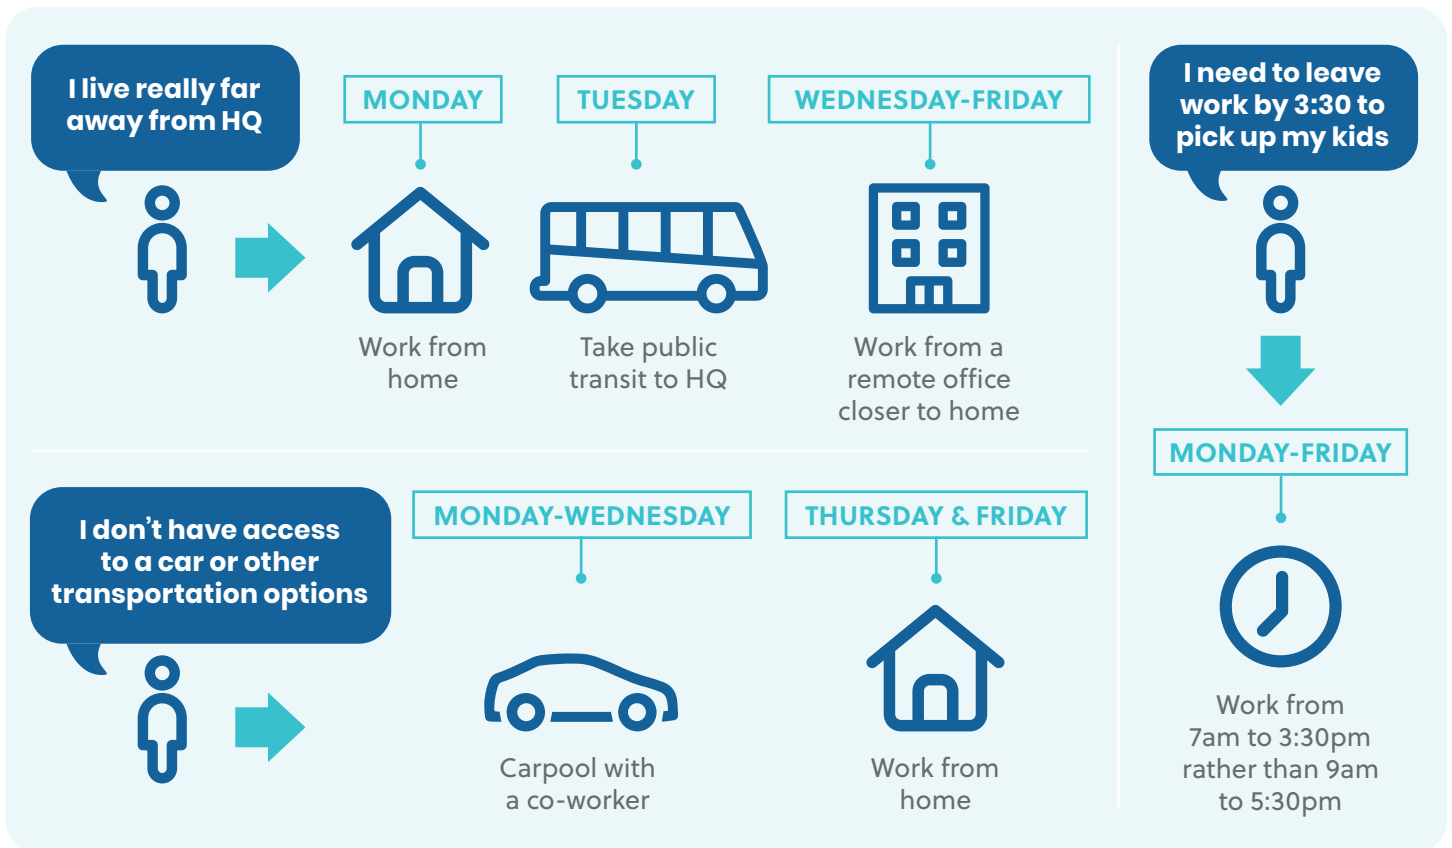 I live really far
away from HQ
MONDAY
Work from
home
TUESDAY
Take public
transit to HQ
WEDNESDAY-FRIDAY
Work from a
remote office
closer to home
I don’t have access
to a car or other
transportation options
MONDAY-WEDNESDAY
Carpool with
a co-worker
THURSDAY & FRIDAY
Work from
home
I need to leave
work by 3:30 to
pick up my kids
MONDAY-FRIDAY
Work from
7am to 3:30pm
rather than 9am
to 5:30pm